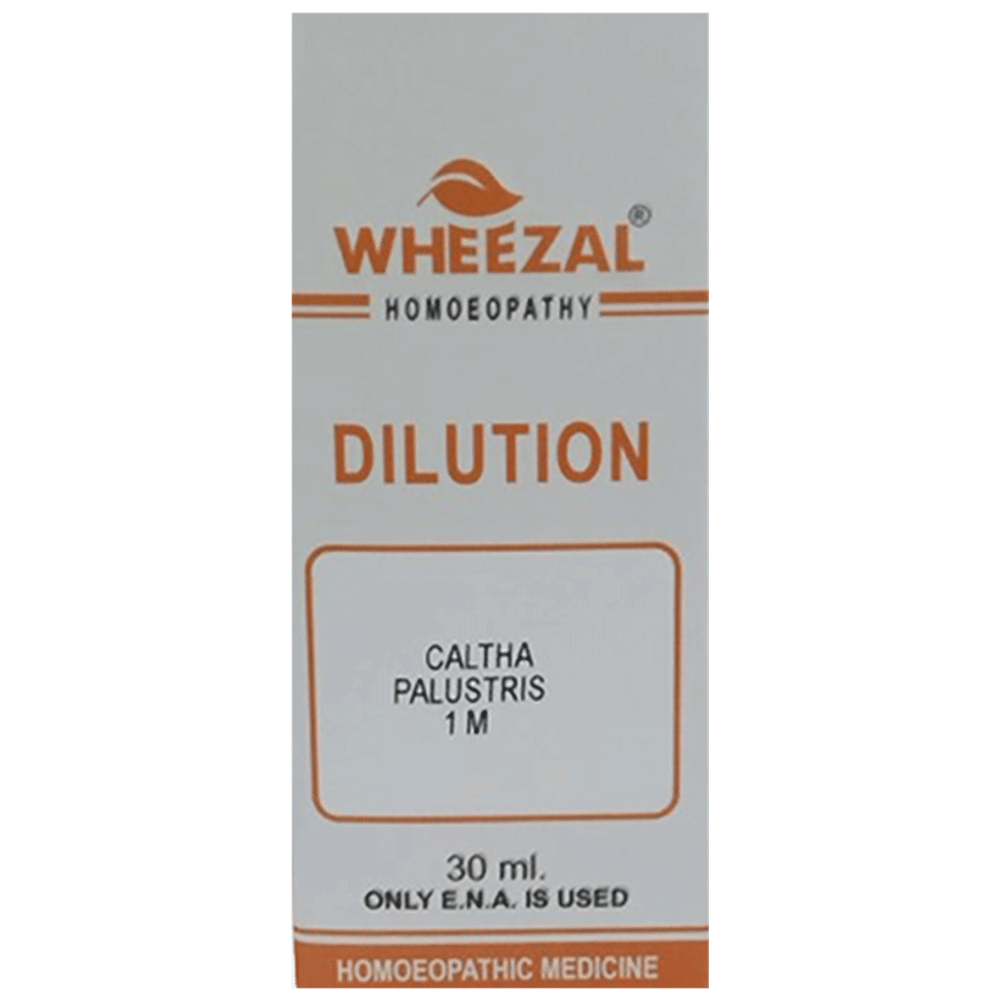 WHEEZAL®
HOMOEOPATHY
DILUTION
CALTHA
PALUSTRIS
1 M
30 ml.
ONLY E.N.A. IS USED
HOMOEOPATHIC MEDICINE